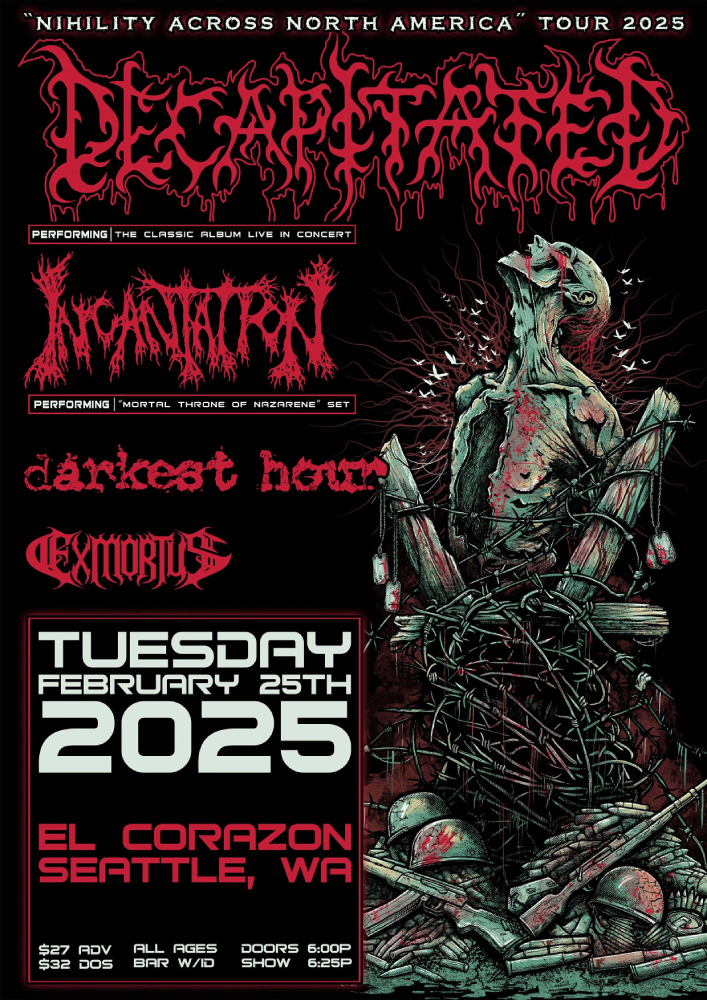 "NIHILITY ACROSS NORTH AMERICA" TOUR 2025
DECAPITATED
PERFORMING | THE CLASSIC ALBUM LIVE IN CONCERT
INCANTATION
PERFORMING | "MORTAL THRONE OF NAZARENE" SET
darkest hour
EXMORTUS
TUESDAY
FEBRUARY 25TH
2025
EL CORAZON
SEATTLE, WA
$27 ADV ALL AGES DOORS 6:00P
$32 DOS BAR W/ID SHOW 6:25P